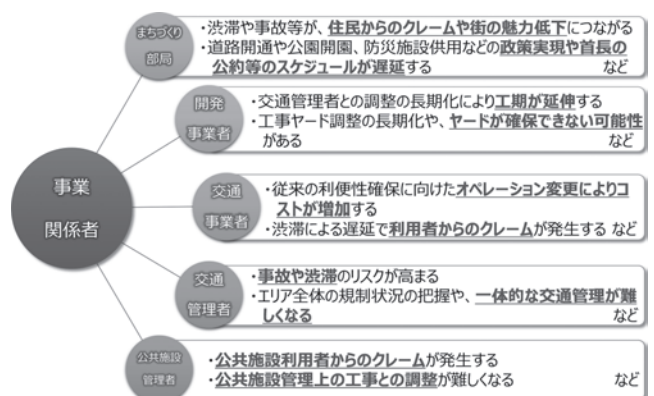 まちづくり
部局
・渋滞や事故等が、住民からのクレームや街の魅力低下につながる
・道路開通や公園開園、防災施設供用などの政策実現や首長の
公約等のスケジュールが遅延する など
開発
事業者
・交通管理者との調整の長期化により工期が延伸する
・工事ヤード調整の長期化や、ヤードが確保できない可能性
がある など
事業
関係者
交通
事業者
・従来の利便性確保に向けたオペレーション変更によりコ
ストが増加する
・渋滞による遅延で利用者からのクレームが発生する など
交通
管理者
・事故や渋滞のリスクが高まる
・エリア全体の規制状況の把握や、一体的な交通管理が難
しくなる など
公共施設
管理者
・公共施設利用者からのクレームが発生する
・公共施設管理上の工事との調整が難しくなる など